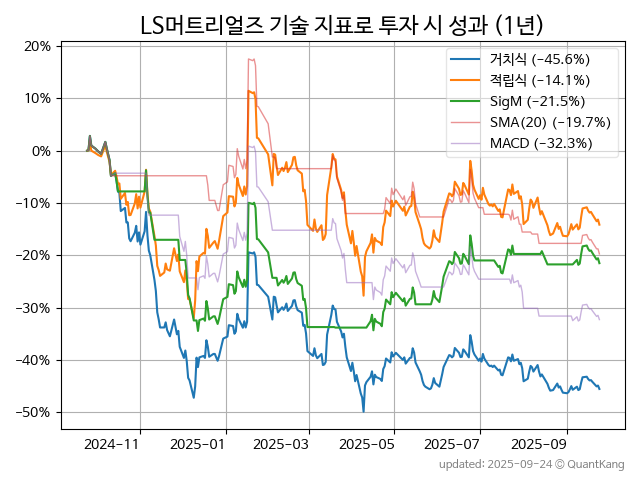 LS머트리얼즈 기술 지표로 투자 시 성과 (1년)
거치식 (−45.6%)
적립식 (−14.1%)
SigM (−21.5%)
SMA(20) (−19.7%)
MACD (−32.3%)
20%
10%
0%
−10%
−20%
−30%
−40%
−50%
2024−11
2025−01
2025−03
2025−05
2025−07
2025−09
updated: 2025-09-24 © QuantKang